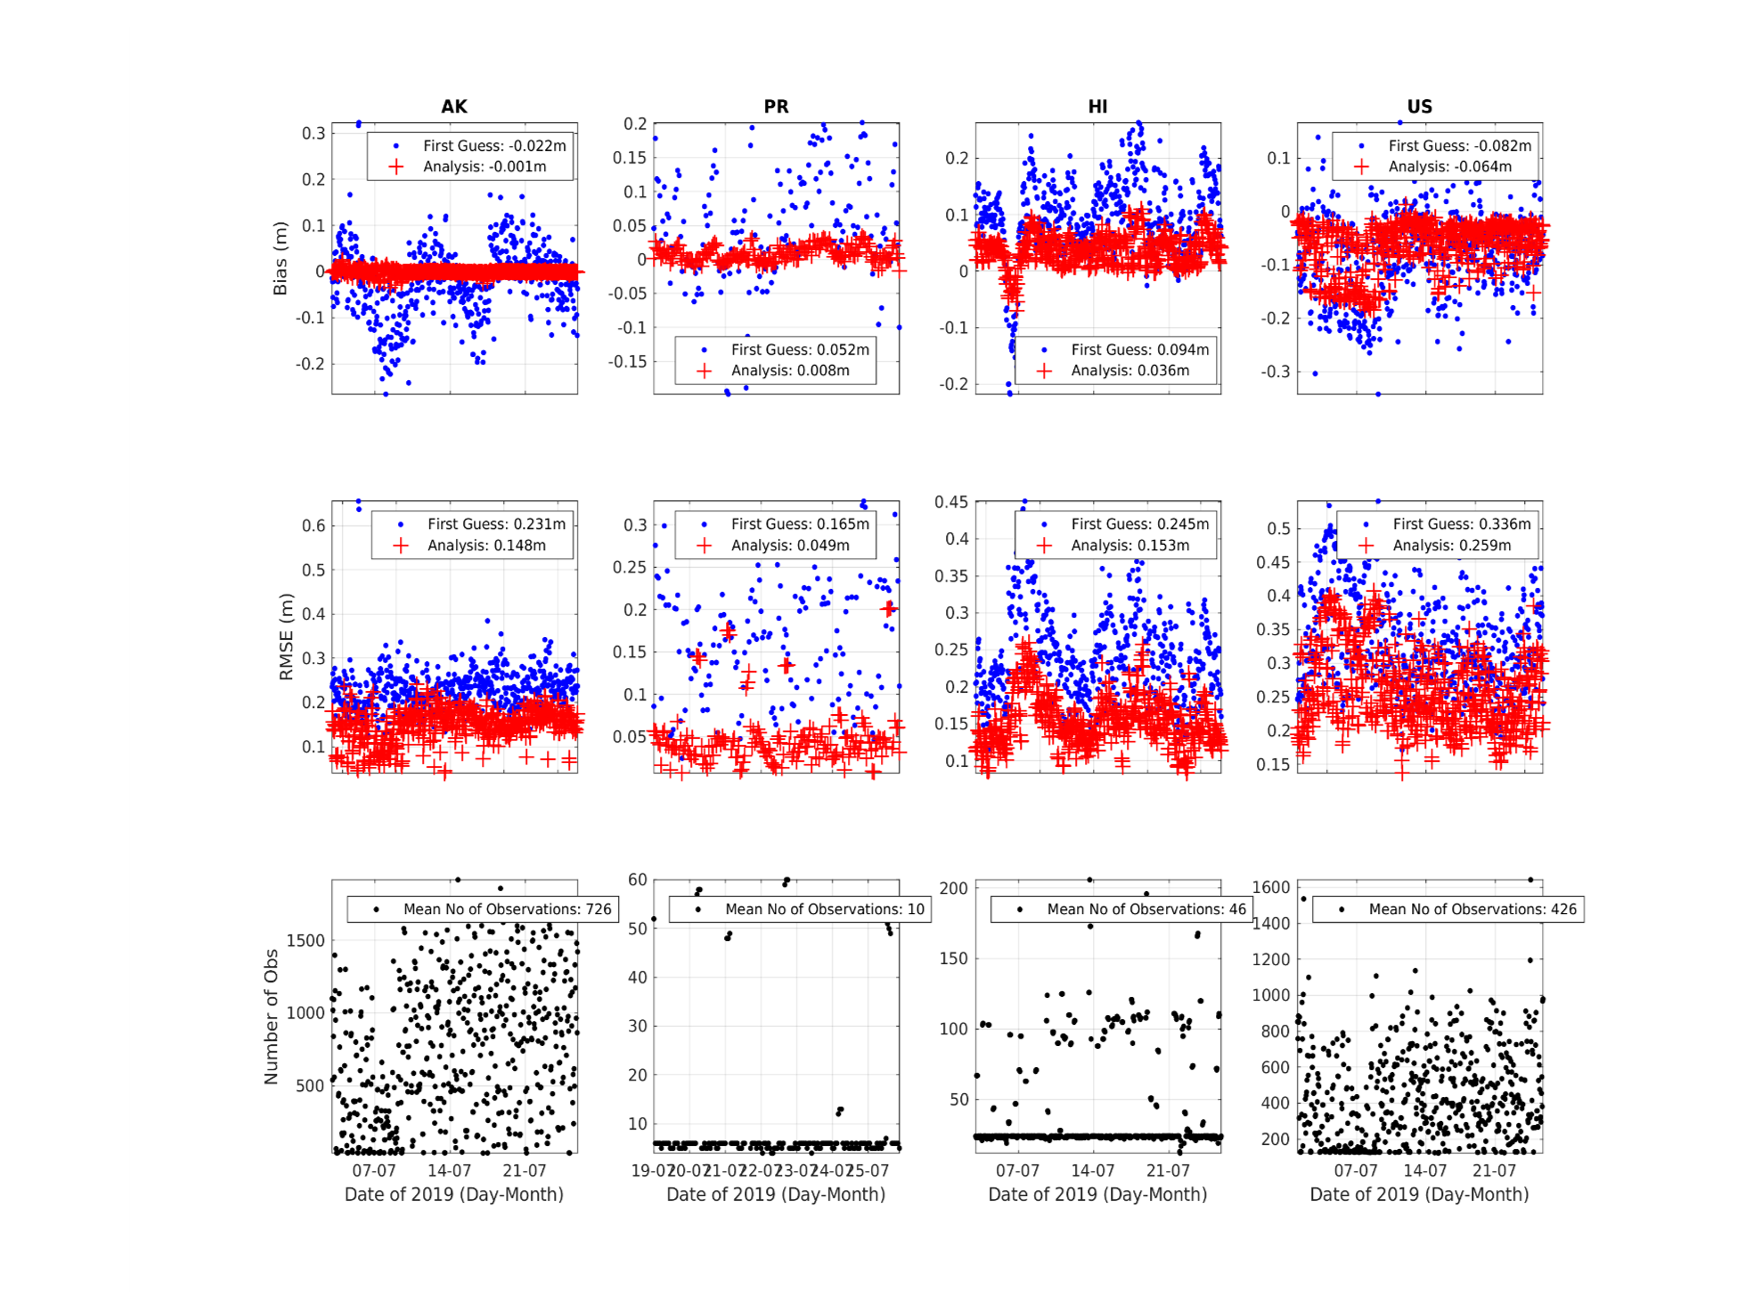 AK PR HI US
Bias (m)
0.3
0.2
0.1
0
-0.1
-0.2
First Guess: -0.022m
Analysis: -0.001m
0.2
0.15
0.1
0.05
0
-0.05
-0.1
-0.15
First Guess: 0.052m
Analysis: 0.008m
0.2
0.1
0
-0.1
-0.2
First Guess: 0.094m
Analysis: 0.036m
0.1
0
-0.1
-0.2
-0.3
First Guess: -0.082m
Analysis: -0.064m
RMSE (m)
0.6
0.5
0.4
0.3
0.2
0.1
First Guess: 0.231m
Analysis: 0.148m
0.3
0.25
0.2
0.15
0.1
0.05
First Guess: 0.165m
Analysis: 0.049m
0.45
0.4
0.35
0.3
0.25
0.2
0.15
0.1
First Guess: 0.245m
Analysis: 0.153m
0.5
0.45
0.4
0.35
0.3
0.25
0.2
0.15
First Guess: 0.336m
Analysis: 0.259m
Number of Obs
1500
1000
500
Mean No of Observations: 726
07-07 14-07 21-07
Date of 2019 (Day-Month)
60
50
40
30
20
10
Mean No of Observations: 10
25-07
Date of 2019 (Day-Month)
200
150
100
50
Mean No of Observations: 46
07-07 14-07 21-07
Date of 2019 (Day-Month)
1600
1400
1200
1000
800
600
400
200
Mean No of Observations: 426
07-07 14-07 21-07
Date of 2019 (Day-Month)